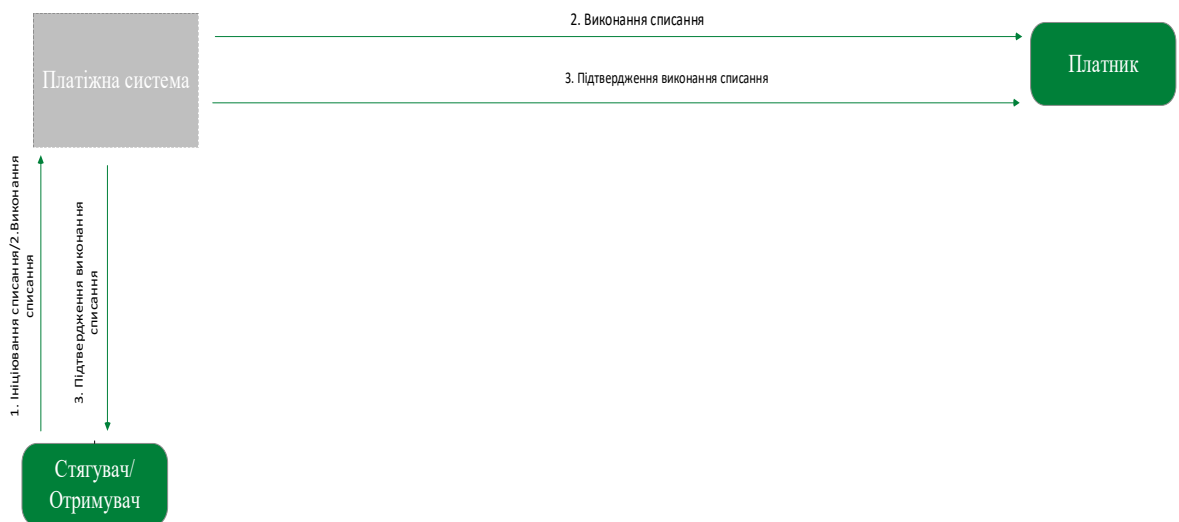 2. Виконання списання
Платіжна система
Платник
3. Підтвердження виконання списання
1. Ініціювання списання/2.Виконання
списання
3. Підтвердження виконання
списання
Стягувач/
Отримувач